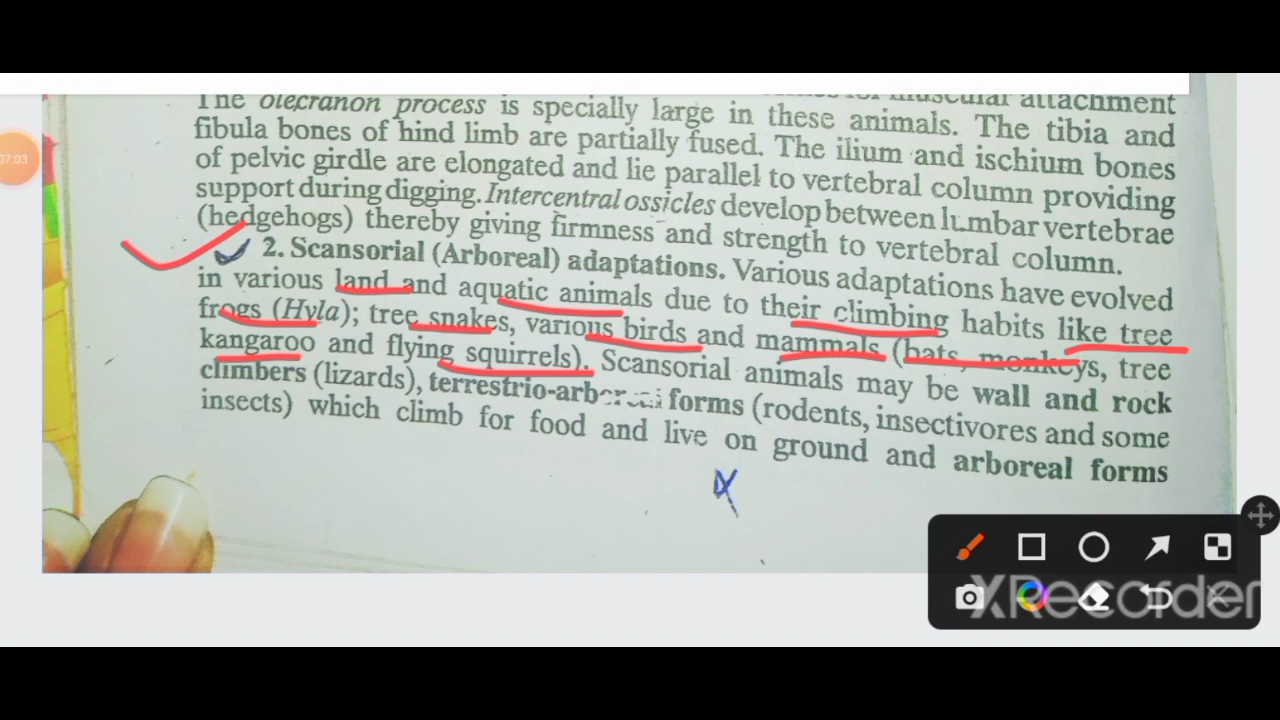 muscular attachment
The olecranon process is specially large in these animals. The tibia and
fibula bones of hind limb are partially fused. The ilium and ischium bones
of pelvic girdle are elongated and lie parallel to vertebral column providing
support during digging. Intercentral ossicles develop between lumbar vertebrae
(hedgehogs) thereby giving firmness and strength to vertebral column.
2. Scansorial (Arboreal) adaptations. Various adaptations have evolved
in various land and aquatic animals due to their climbing habits like tree
frogs (Hyla); tree snakes, various birds and mammals (bats, monkeys, tree
kangaroo and flying squirrels). Scansorial animals may be wall and rock
climbers (lizards), terrestrio-arboreal forms (rodents, insectivores and some
insects) which climb for food and live on ground and arboreal forms
07:03
XRecorder